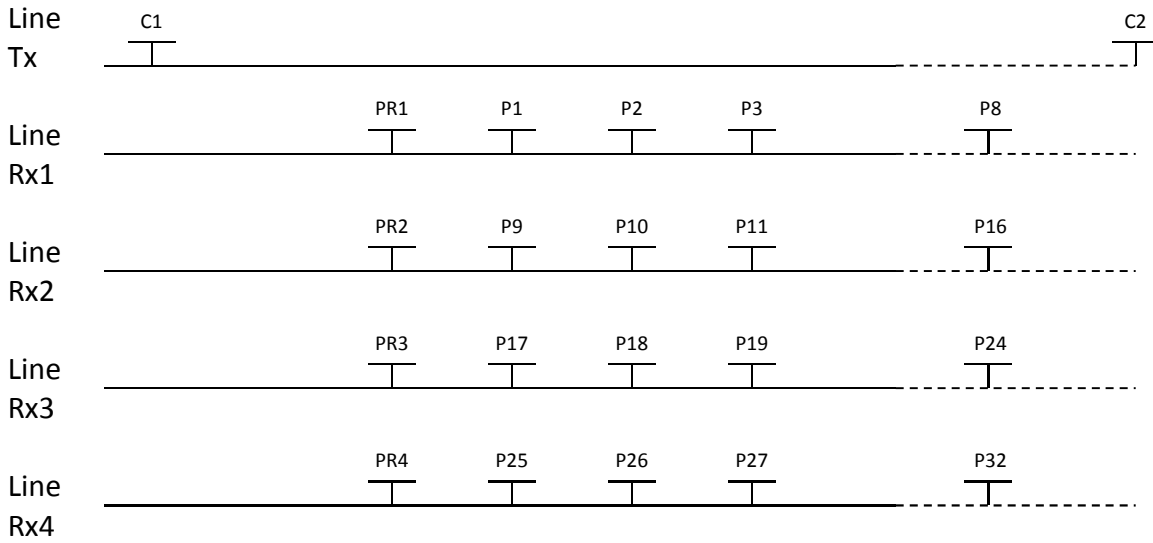 Line Tx
C1
C2
Line Rx1
PR1
P1
P2
P3
P8
Line Rx2
PR2
P9
P10
P11
P16
Line Rx3
PR3
P17
P18
P19
P24
Line Rx4
PR4
P25
P26
P27
P32